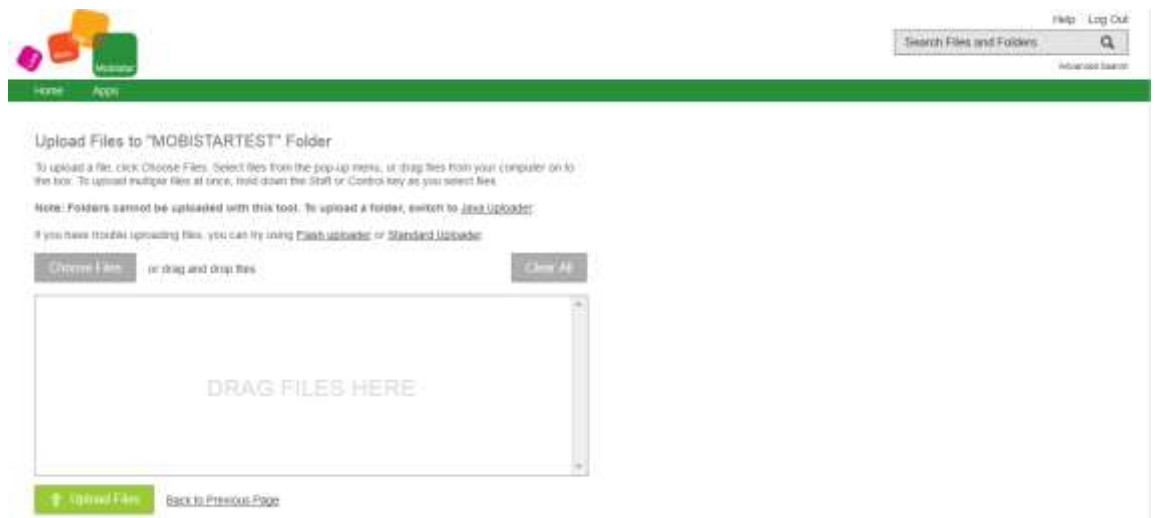 Help Log Out
Search Files and Folders
Advanced Search
Mobistar
Home Apps
Upload Files to "MOBISTARTEST" Folder
To upload a file, click Choose Files. Select files from the pop-up menu, or drag files from your computer on to
the box. To upload multiple files at once, hold down the Shift or Control key as you select files.
Note: Folders cannot be uploaded with this tool. To upload a folder, switch to Java Uploader.
If you have trouble uploading files, you can try using Flash uploader or Standard Uploader.
Choose Files or drag and drop files Clear All
DRAG FILES HERE
Upload Files Back to Previous Page